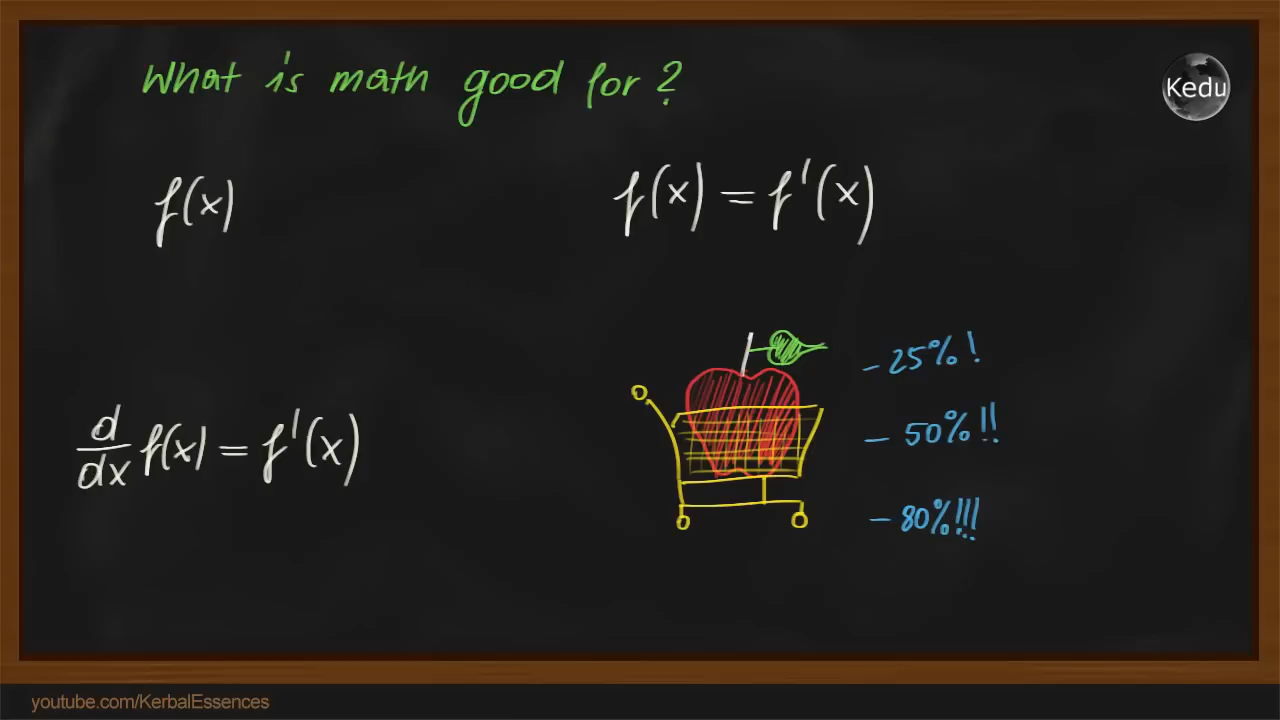 What is math good for?
Kedu
f(x)
f(x) = f'(x)
d/dx f(x) = f'(x)
- 25%!
- 50%!!
- 80%!!!
youtube.com/KerbalEssences